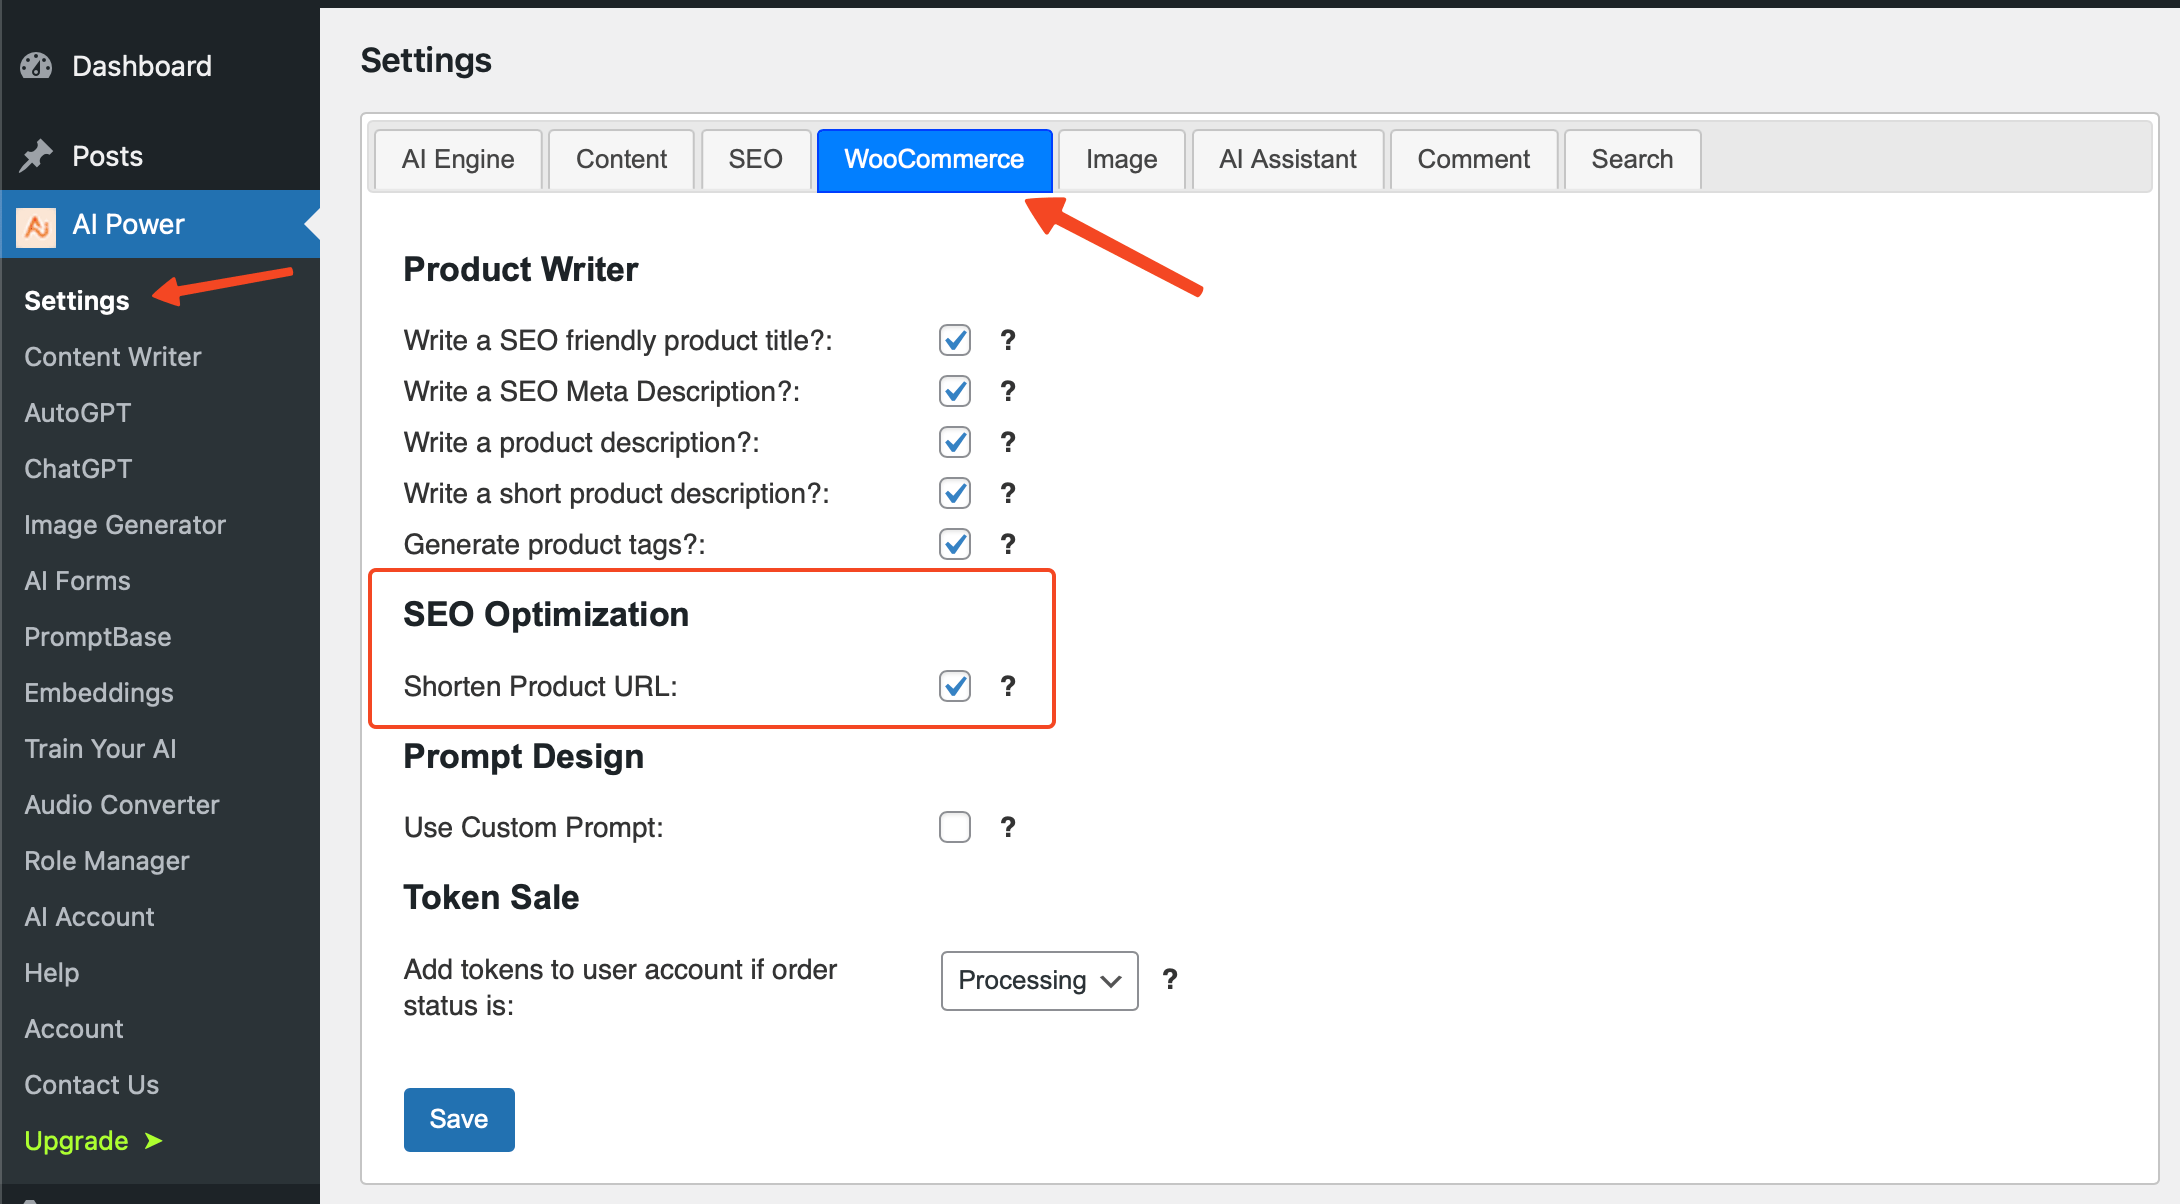 Dashboard
Posts
AI Power
Settings
Content Writer
AutoGPT
ChatGPT
Image Generator
AI Forms
PromptBase
Embeddings
Train Your AI
Audio Converter
Role Manager
AI Account
Help
Account
Contact Us
Upgrade ➤
Settings
AI Engine
Content
SEO
WooCommerce
Image
AI Assistant
Comment
Search
Product Writer
Write a SEO friendly product title?: ?
Write a SEO Meta Description?: ?
Write a product description?: ?
Write a short product description?: ?
Generate product tags?: ?
SEO Optimization
Shorten Product URL: ?
Prompt Design
Use Custom Prompt: ?
Token Sale
Add tokens to user account if order
status is:
Processing ?
Save